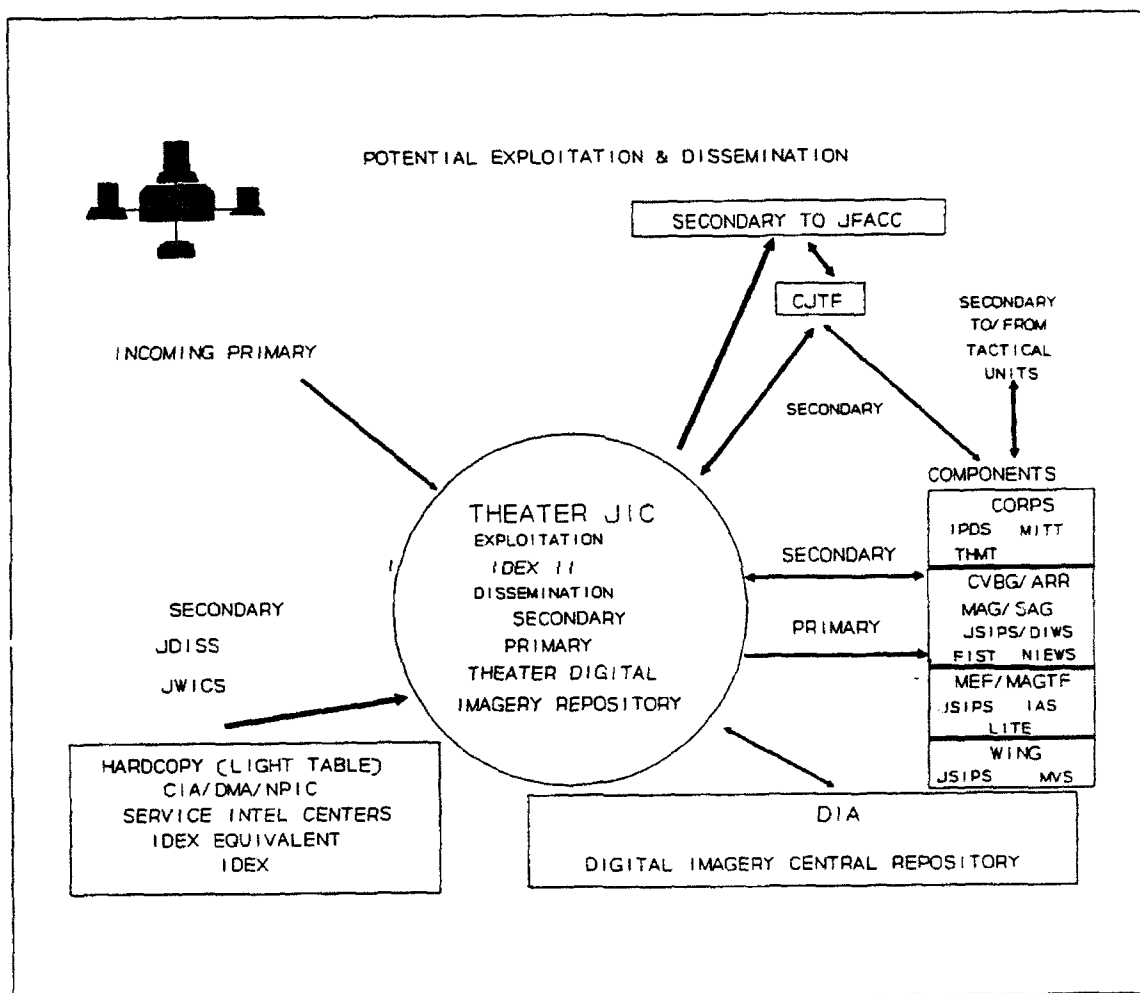 POTENTIAL EXPLOITATION & DISSEMINATION
SECONDARY TO JFACC
CJTF
SECONDARY
TO/FROM
TACTICAL
UNITS
INCOMING PRIMARY
SECONDARY
COMPONENTS
THEATER JIC
EXPLOITATION
IDEX II
DISSEMINATION
SECONDARY
PRIMARY
THEATER DIGITAL
IMAGERY REPOSITORY
SECONDARY
PRIMARY
CORPS
IPDS MITT
THMT
CVBG/ARR
MAG/SAG
JSIPS/DIWS
FIST NIEWS
MEF/MAGTF
JSIPS IAS
LITE
WING
JSIPS MVS
SECONDARY
JDISS
JWICS
HARDCOPY (LIGHT TABLE)
CIA/DMA/NPIC
SERVICE INTEL CENTERS
IDEX EQUIVALENT
IDEX
DIA
DIGITAL IMAGERY CENTRAL REPOSITORY